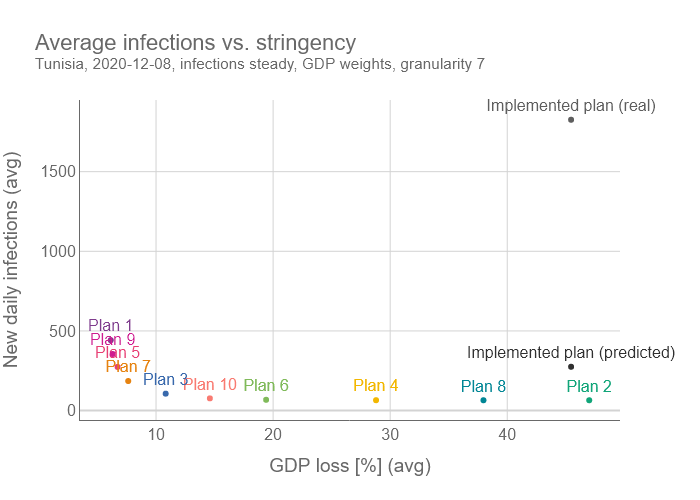 Average infections vs. stringency
Tunisia, 2020-12-08, infections steady, GDP weights, granularity 7
Implemented plan (real)
New daily infections (avg)
1500
1000
500
0
Plan 1
Plan 9
Plan 5
Plan 7
Plan 3
Plan 10
Plan 6
Plan 4
Plan 8
Plan 2
Implemented plan (predicted)
10
20
30
40
GDP loss [%] (avg)